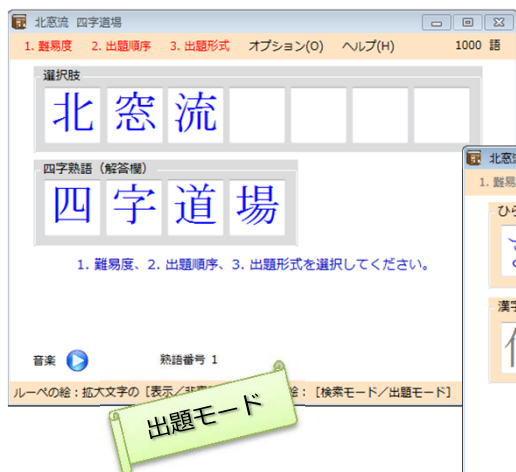 北窓流 四字道場
1. 難易度 2. 出題順序 3. 出題形式 オプション(O) ヘルプ(H) 1000 語
選択肢
北 窓 流
四字熟語（解答欄）
四 字 道 場
1. 難易度、2. 出題順序、3. 出題形式を選択してください。
音楽 熟語番号 1
ルーペの絵：拡大文字の［表示／ 絵：［検索モード／出題モード］
出題モード
北窓
1. 難易
ひら
漢字